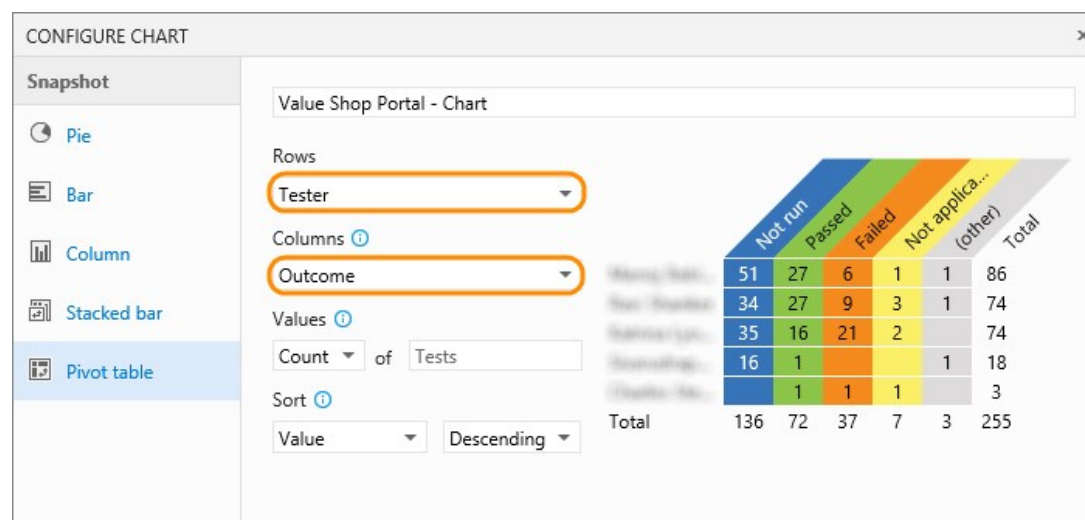 CONFIGURE CHART
Snapshot
Pie
Bar
Column
Stacked bar
Pivot table
Value Shop Portal - Chart
Rows
Tester
Columns
Outcome
Values
Count of Tests
Sort
Value Descending
Not run Passed Failed Not applica... (other) Total
51 27 6 1 1 86
34 27 9 3 1 74
35 16 21 2 74
16 1 1 18
1 1 1 3
Total 136 72 37 7 3 255